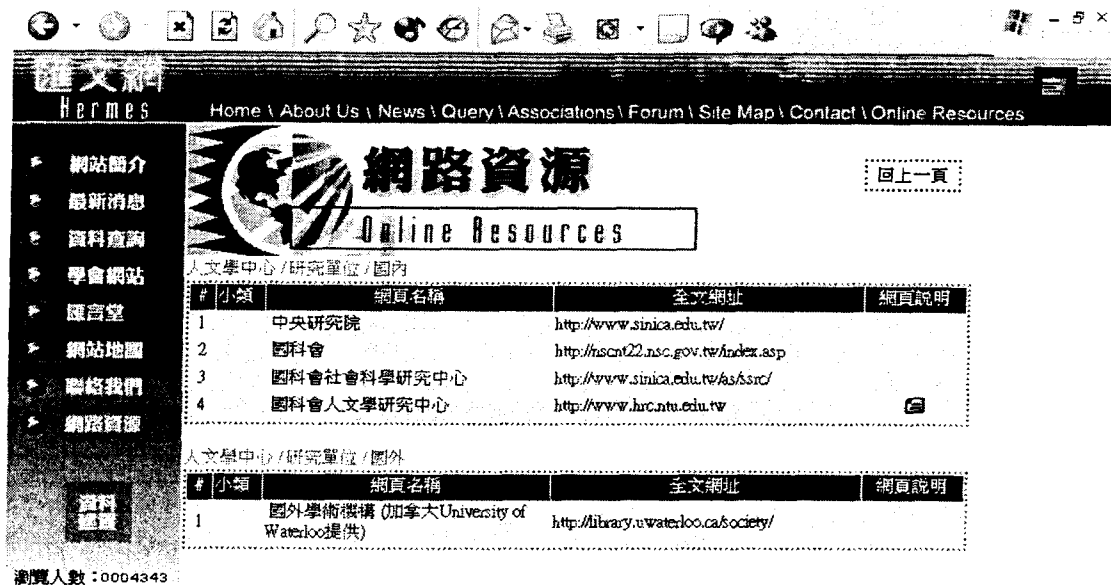 匯文網
Hermes
Home \ About Us \ News \ Query \ Associations \ Forum \ Site Map \ Contact \ Online Resources
網站簡介
最新消息
資料查詢
學會網站
匯言堂
網站地圖
聯絡我們
網路資源
資料查詢
瀏覽人數：0004343
網路資源
Online Resources
回上一頁
人文學中心 / 研究單位 / 國內
# 小類 網頁名稱 全文網址 網頁說明
1 中央研究院 http://www.sinica.edu.tw/
2 國科會 http://nscnt22.nsc.gov.tw/index.asp
3 國科會社會科學研究中心 http://www.sinica.edu.tw/as/ssrc/
4 國科會人文學研究中心 http://www.hrc.ntu.edu.tw
人文學中心 / 研究單位 / 國外
# 小類 網頁名稱 全文網址 網頁說明
1 國外學術機構 (加拿大University of
Waterloo提供) http://library.uwaterloo.ca/society/